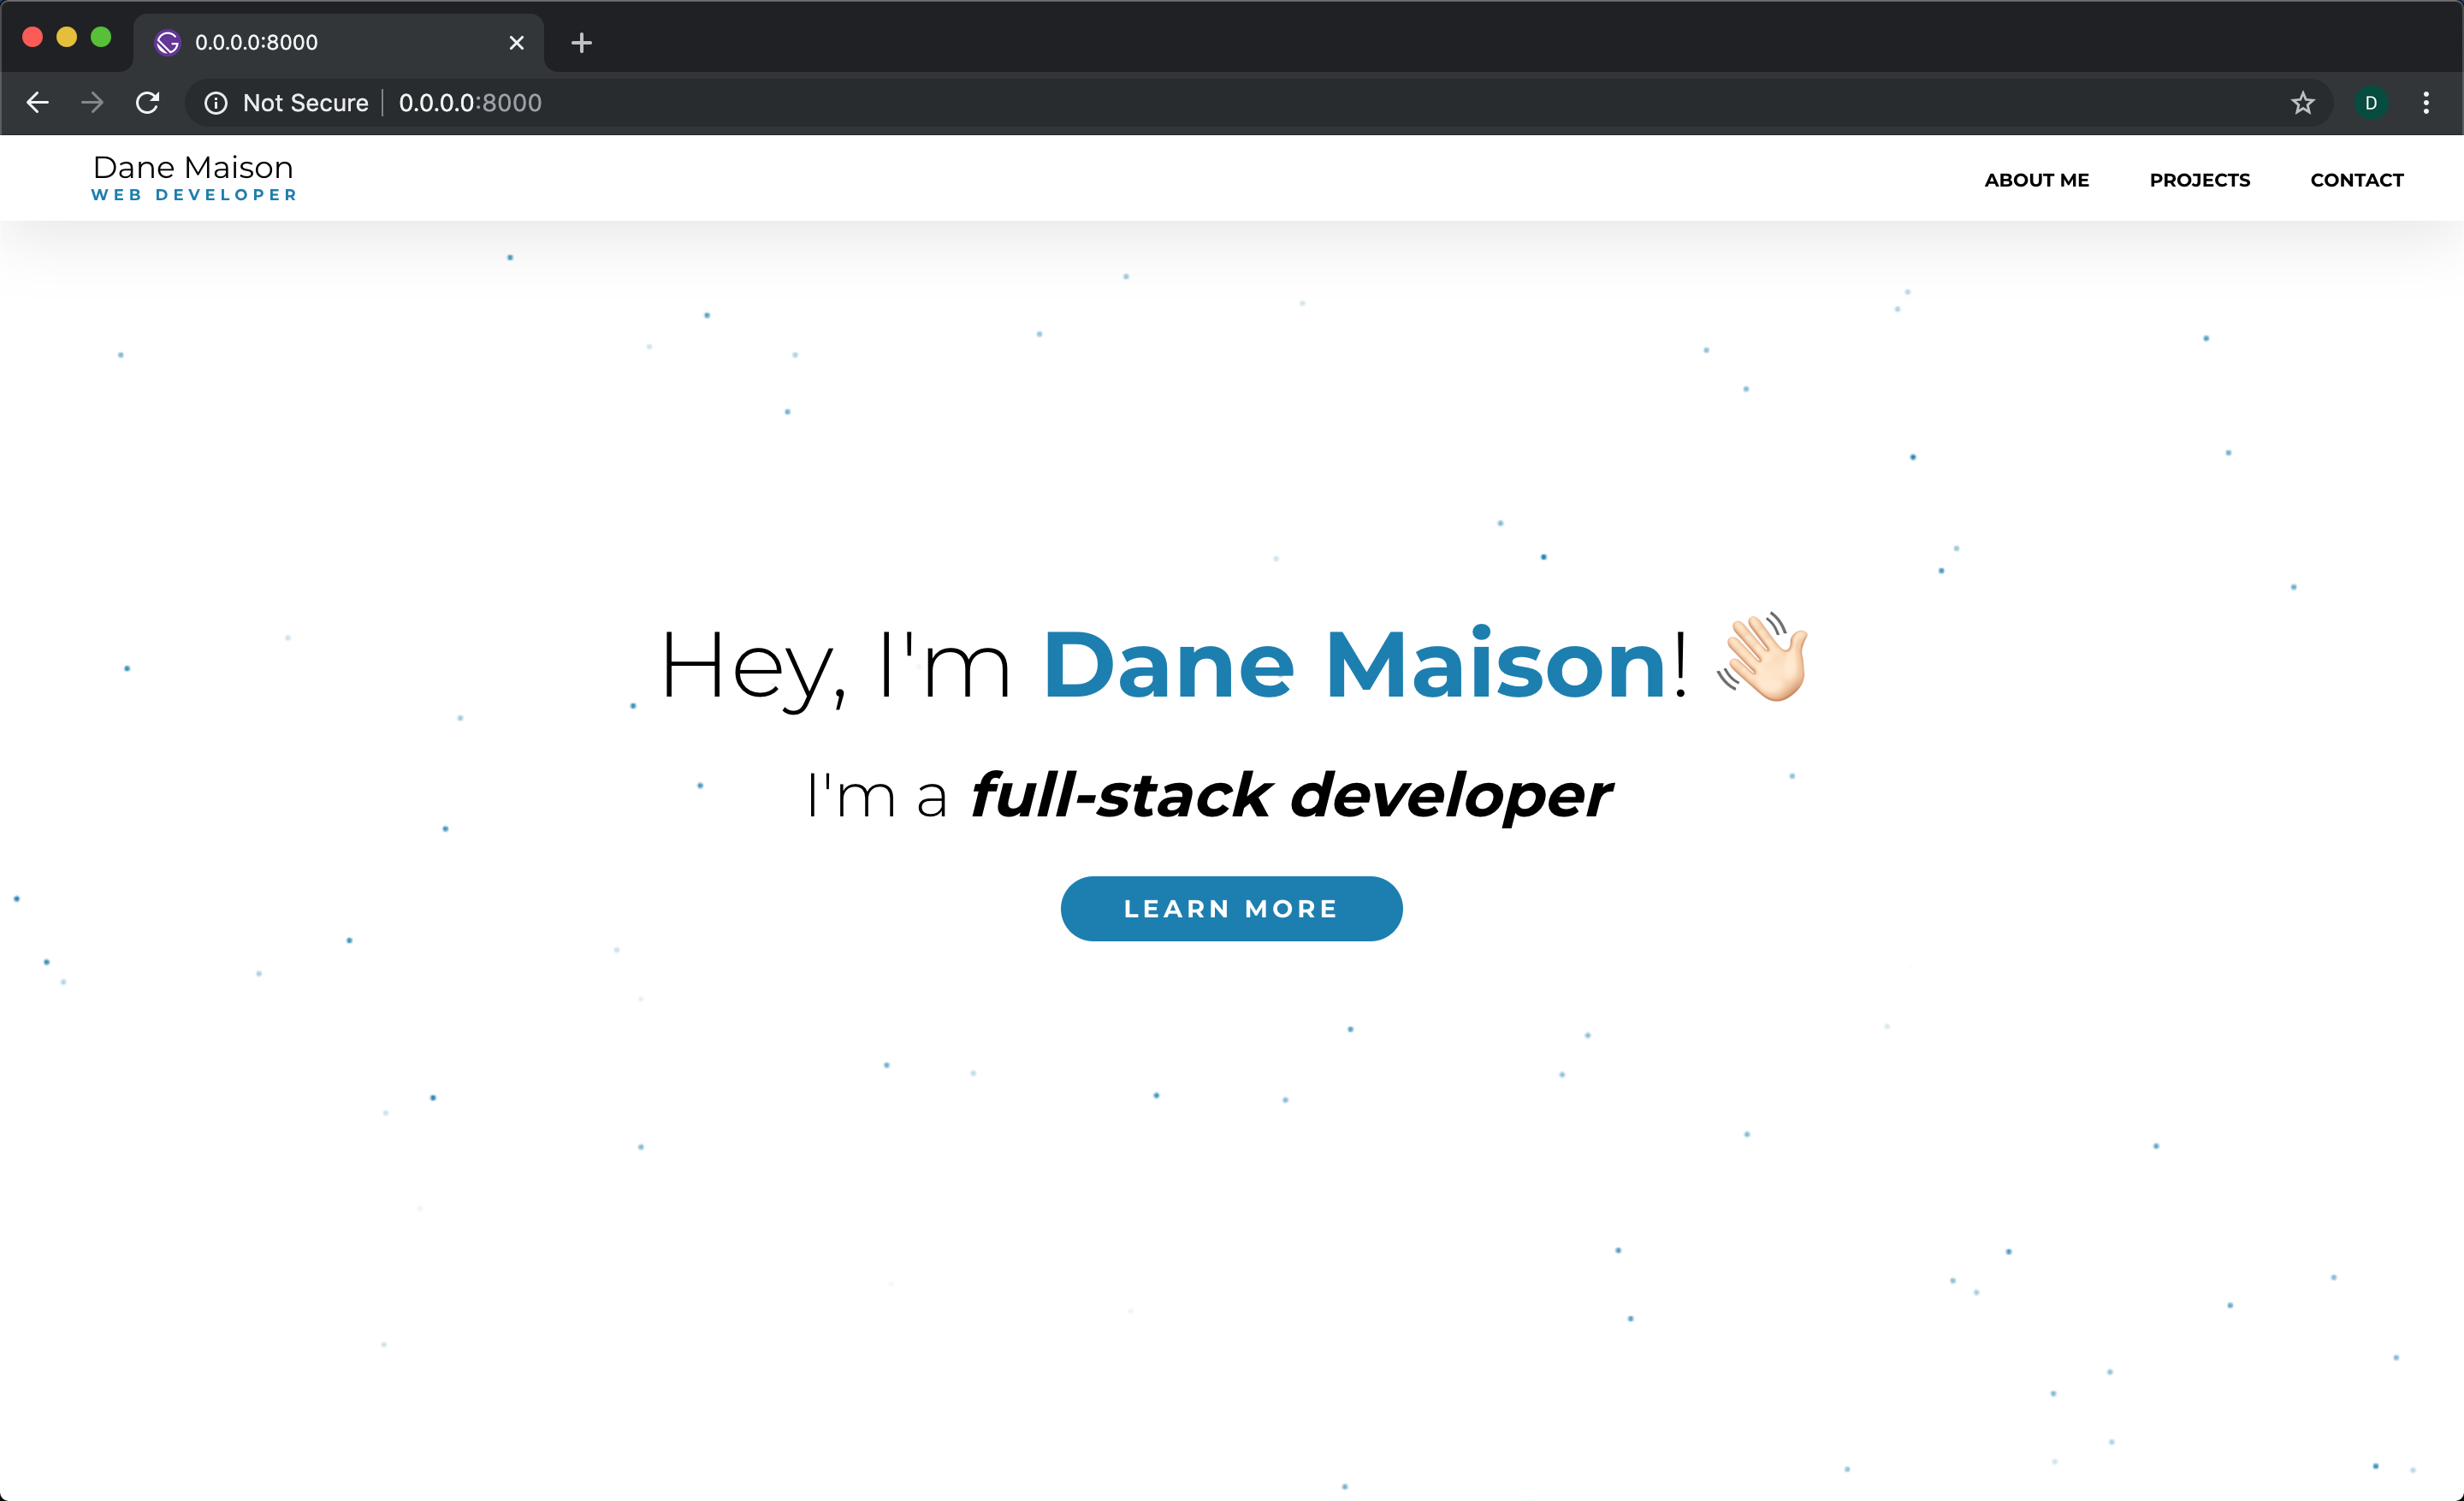 0.0.0.0:8000
Not Secure | 0.0.0.0:8000
D
Dane Maison
WEB DEVELOPER
ABOUT ME PROJECTS CONTACT
Hey, I'm Dane Maison! 👋🏻
I'm a full-stack developer
LEARN MORE